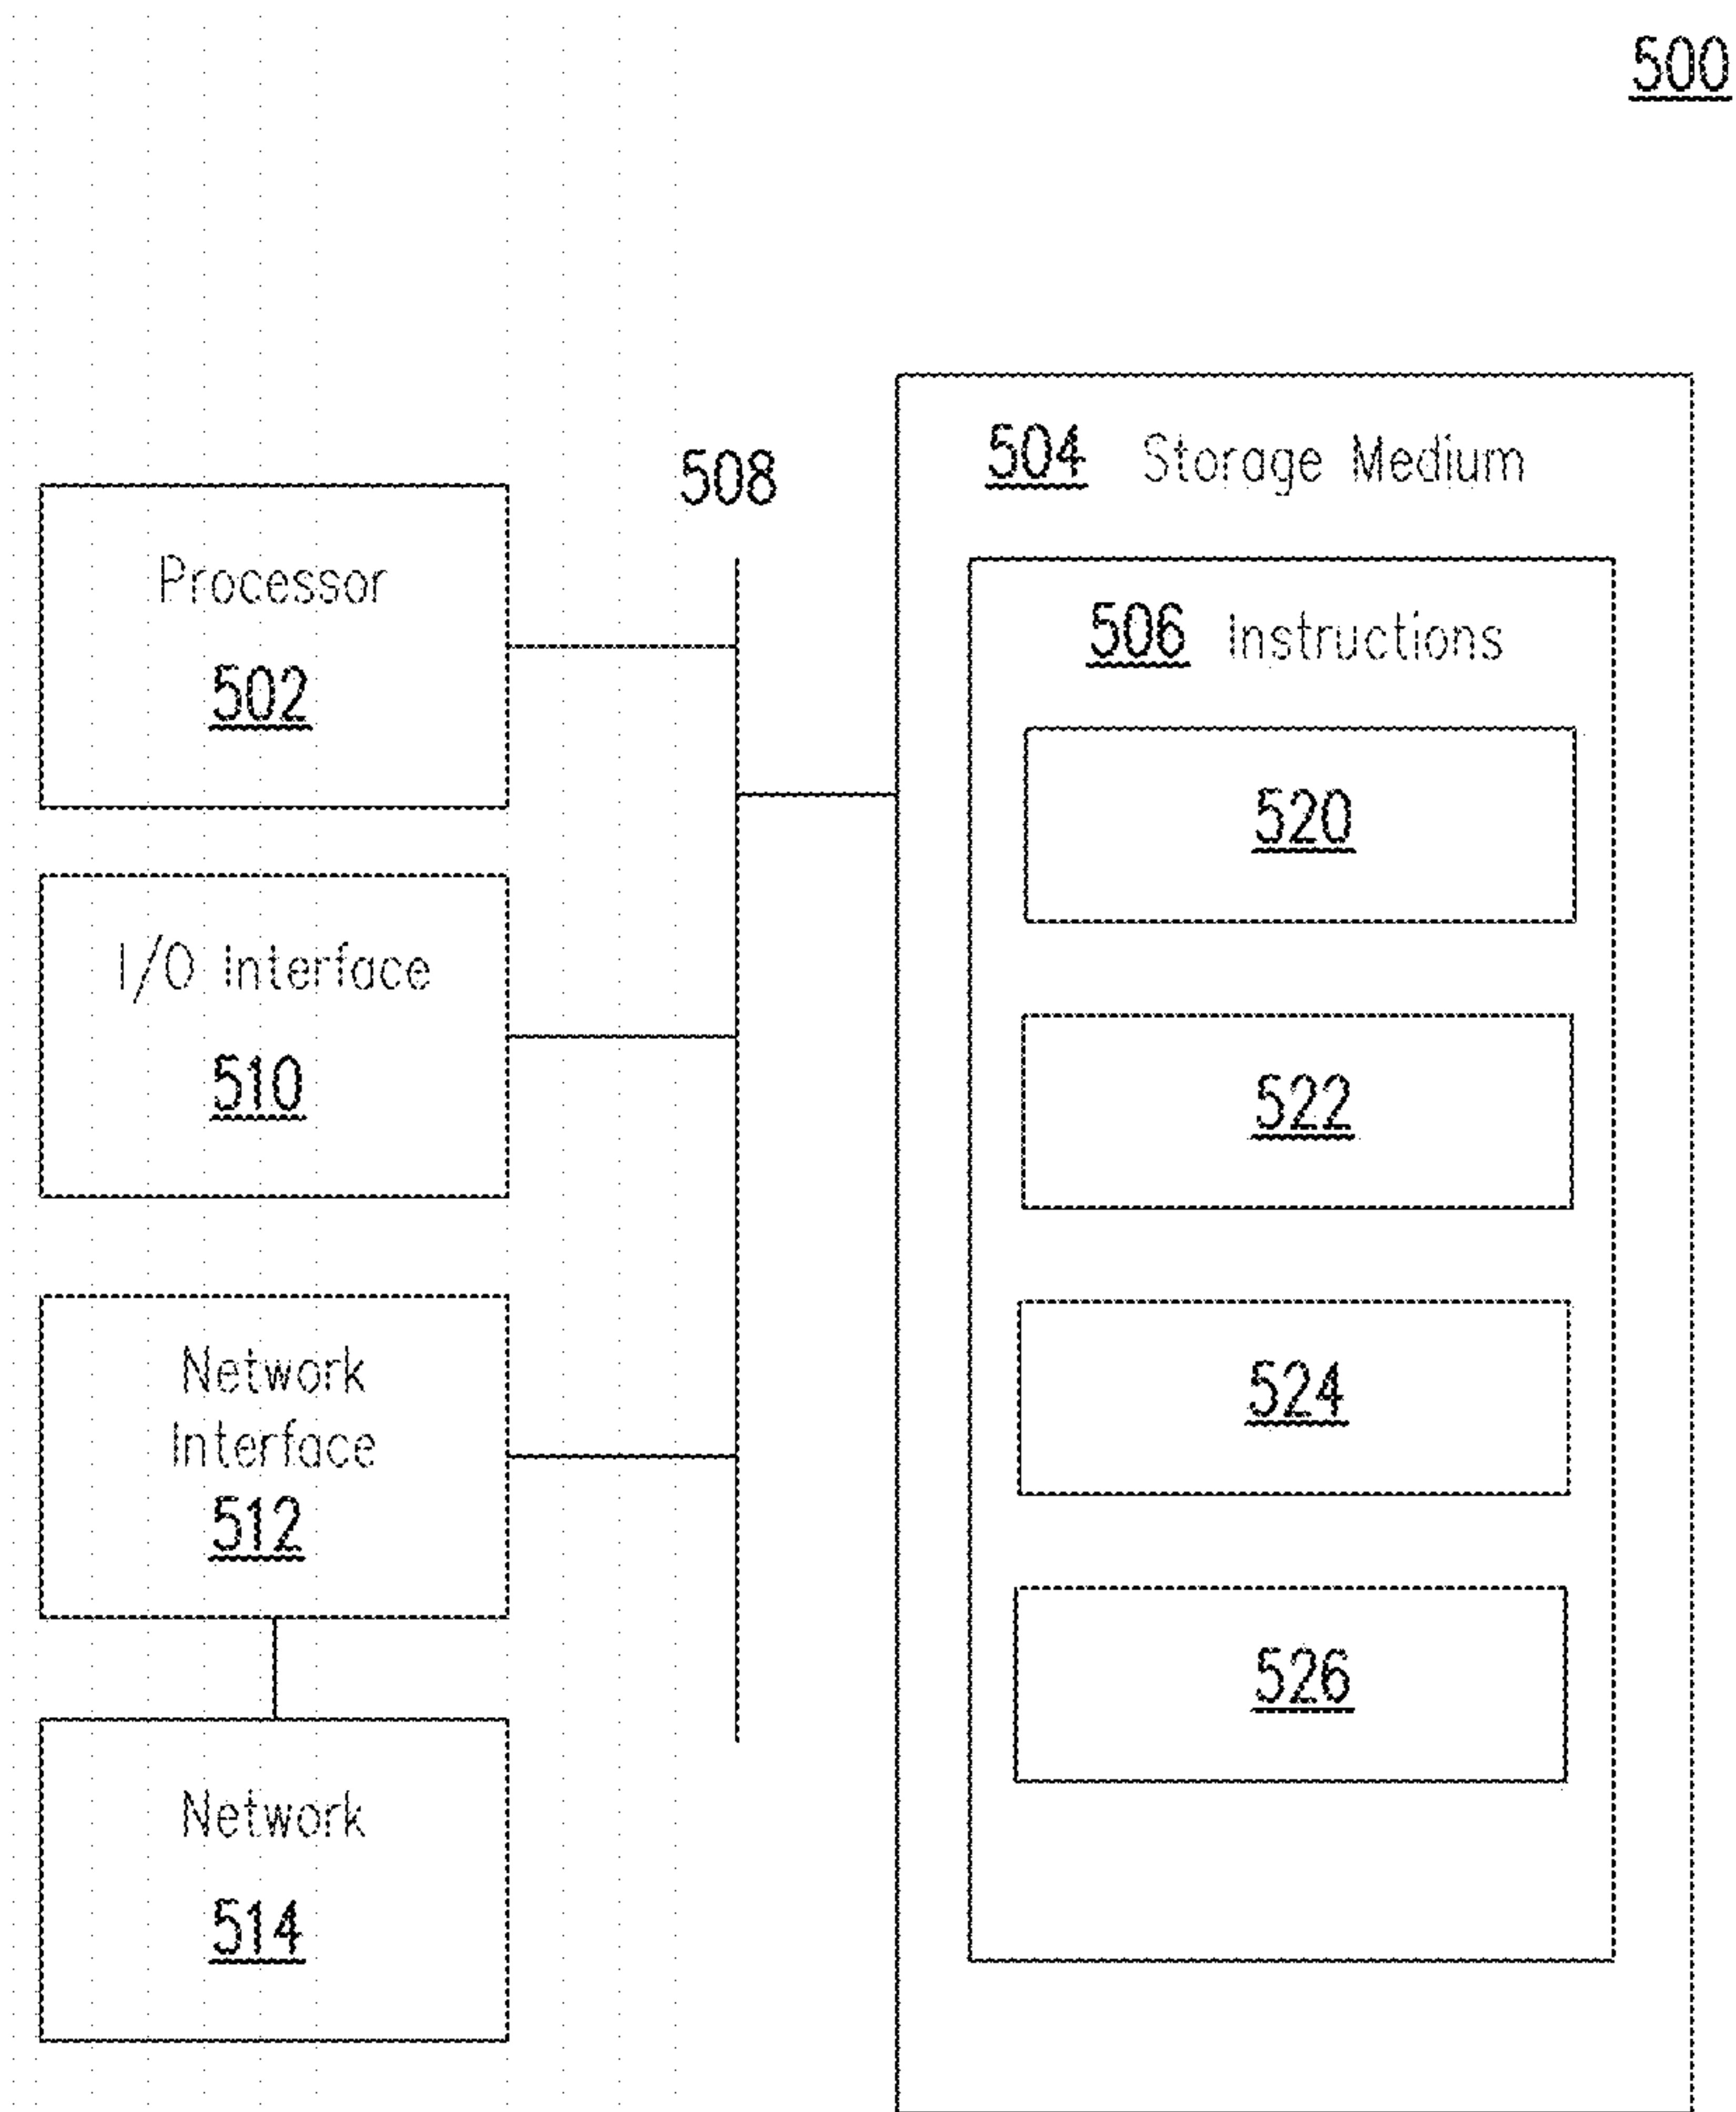 500
508
Processor
502
I/O Interface
510
Network
Interface
512
Network
514
504 Storage Medium
506 Instructions
520
522
524
526